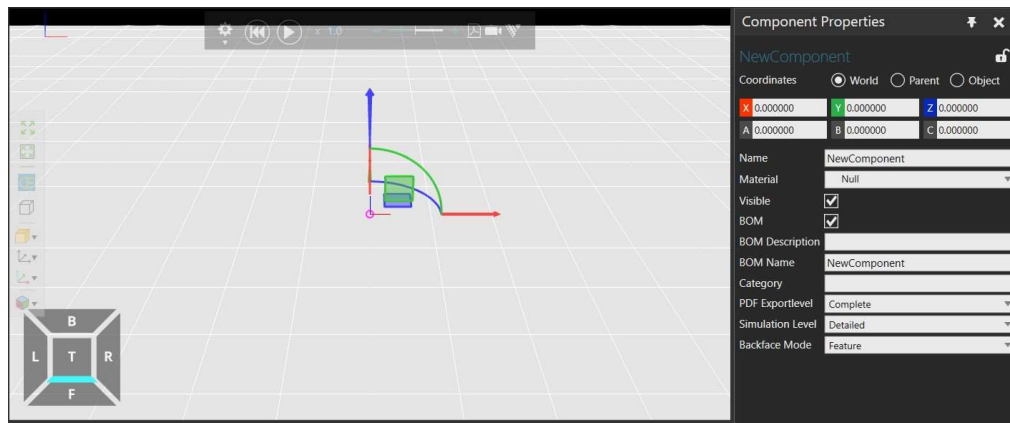 Component Properties
x 1.0
NewComponent
Coordinates World Parent Object
X 0.000000 Y 0.000000 Z 0.000000
A 0.000000 B 0.000000 C 0.000000
Name NewComponent
Material Null
Visible
BOM
BOM Description
BOM Name NewComponent
Category
PDF Exportlevel Complete
Simulation Level Detailed
Backface Mode Feature
B
L T R
F